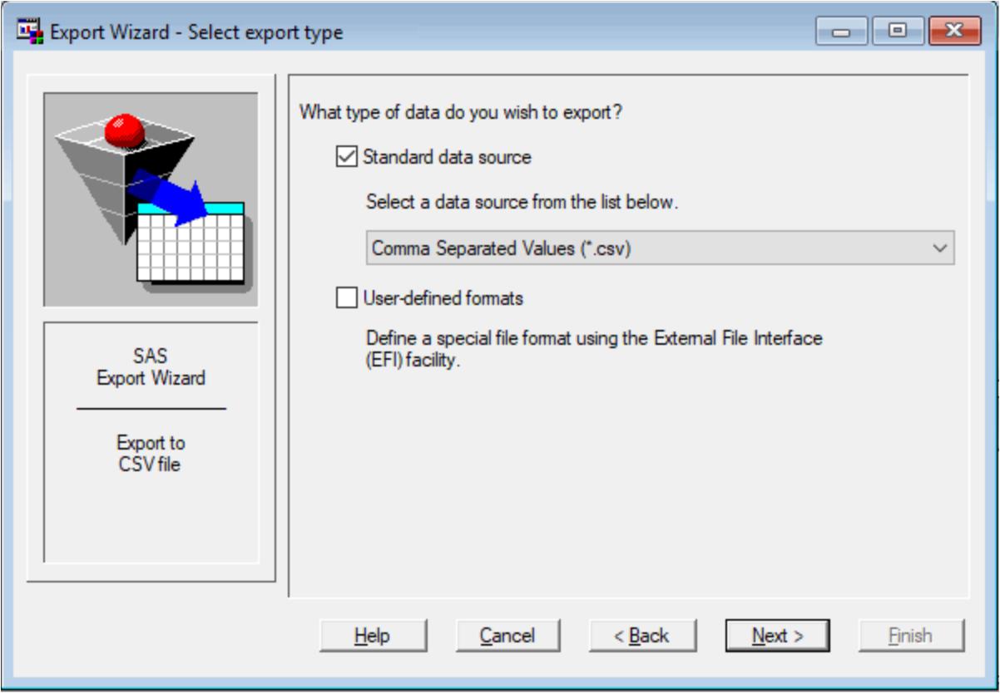 Export Wizard - Select export type
What type of data do you wish to export?
Standard data source
Select a data source from the list below.
Comma Separated Values (*.csv)
User-defined formats
Define a special file format using the External File Interface
(EFI) facility.
SAS
Export Wizard
Export to
CSV file
Help
Cancel
< Back
Next >
Finish